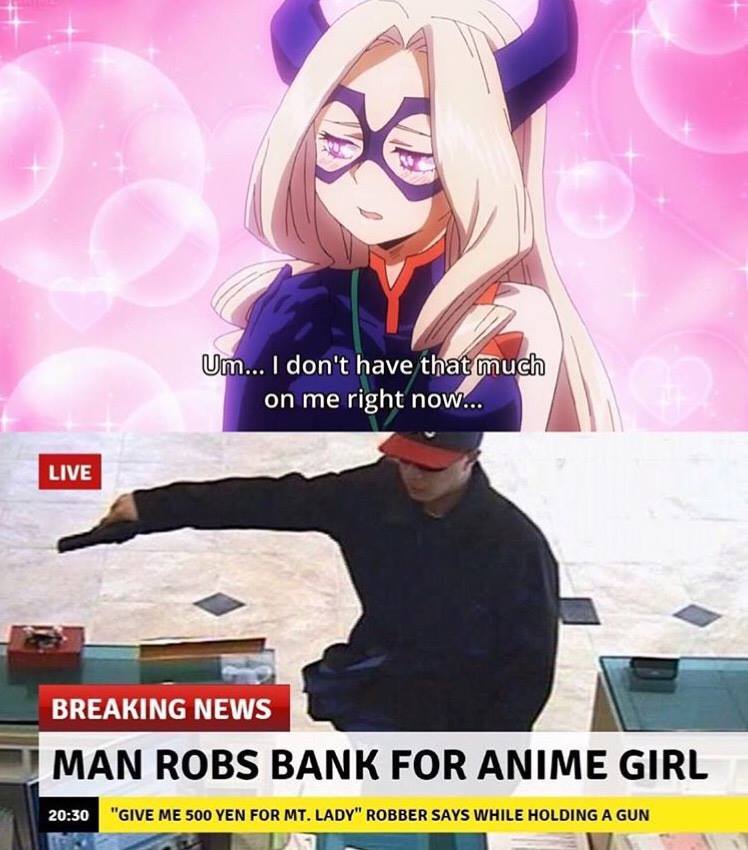 Um... I don't have that much
on me right now...
LIVE
BREAKING NEWS
MAN ROBS BANK FOR ANIME GIRL
20:30 "GIVE ME 500 YEN FOR MT. LADY" ROBBER SAYS WHILE HOLDING A GUN